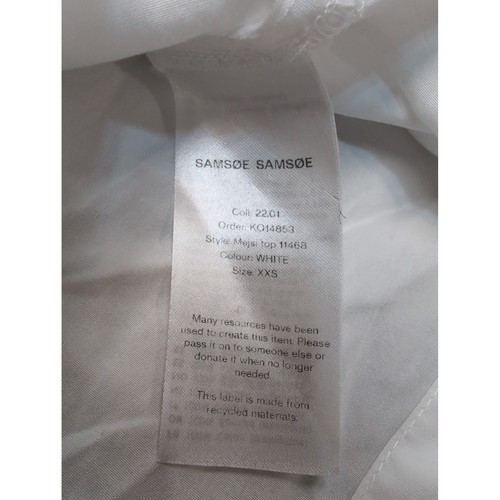 SAMSØE SAMSØE
Coll: 22.01
Order: KO14853
Style: Mejsi top 11468
Colour: WHITE
Size: XXS
Many resources have been
used to create this item. Please
pass it on to someone else or
donate it when no longer
needed.
This label is made from
recycled materials.